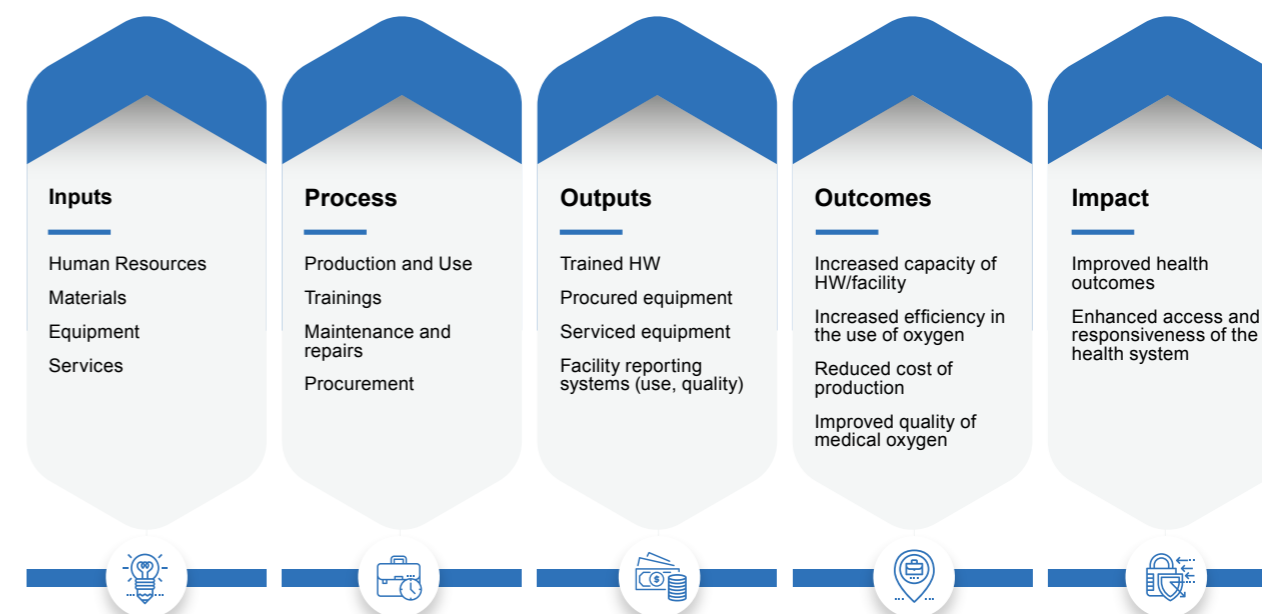 Inputs
Human Resources
Materials
Equipment
Services
Process
Production and Use
Trainings
Maintenance and
repairs
Procurement
Outputs
Trained HW
Procured equipment
Serviced equipment
Facility reporting
systems (use, quality)
Outcomes
Increased capacity of
HW/facility
Increased efficiency in
the use of oxygen
Reduced cost of
production
Improved quality of
medical oxygen
Impact
Improved health
outcomes
Enhanced access and
responsiveness of the
health system